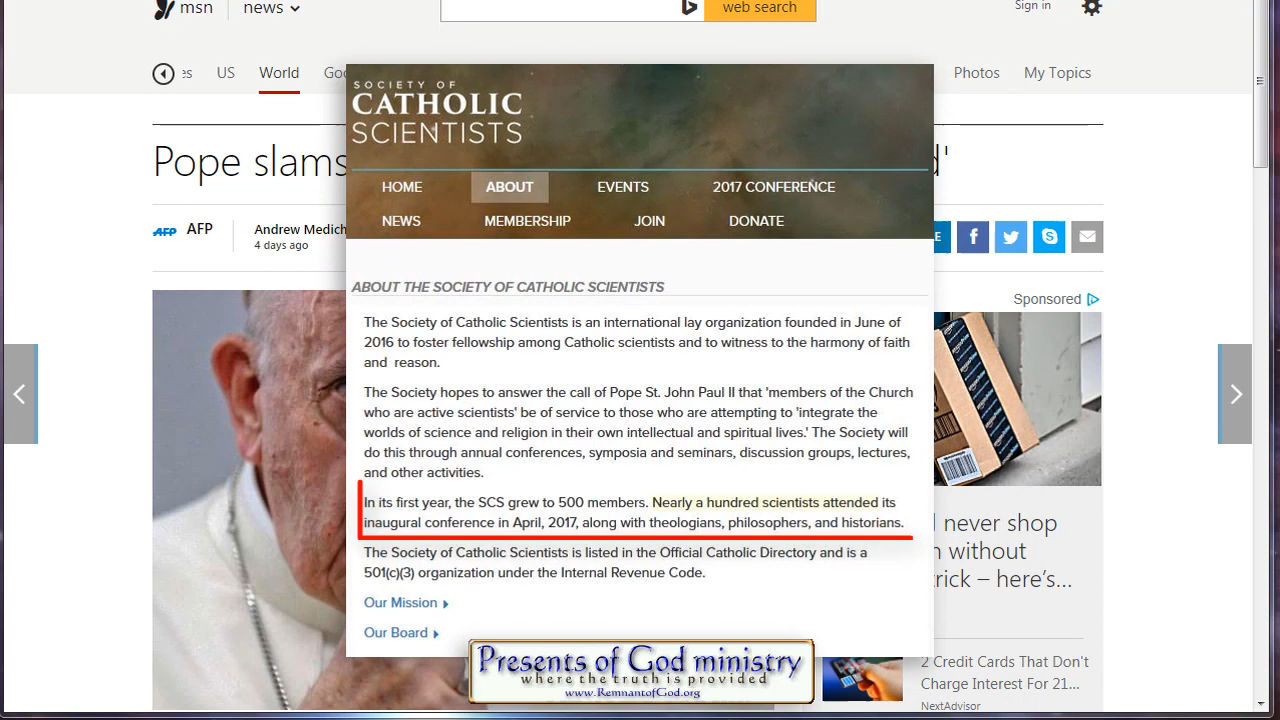 msn
news
web search
Sign in
es
US
World
Photos
My Topics
Pope slams
d'
AFP
AFP
Andrew Medich
4 days ago
SOCIETY OF
CATHOLIC
SCIENTISTS
HOME
ABOUT
EVENTS
2017 CONFERENCE
NEWS
MEMBERSHIP
JOIN
DONATE
ABOUT THE SOCIETY OF CATHOLIC SCIENTISTS
The Society of Catholic Scientists is an international lay organization founded in June of
2016 to foster fellowship among Catholic scientists and to witness to the harmony of faith
and reason.
The Society hopes to answer the call of Pope St. John Paul II that 'members of the Church
who are active scientists' be of service to those who are attempting to 'integrate the
worlds of science and religion in their own intellectual and spiritual lives.' The Society will
do this through annual conferences, symposia and seminars, discussion groups, lectures,
and other activities.
In its first year, the SCS grew to 500 members. Nearly a hundred scientists attended its
inaugural conference in April, 2017, along with theologians, philosophers, and historians.
The Society of Catholic Scientists is listed in the Official Catholic Directory and is a
501(c)(3) organization under the Internal Revenue Code.
Our Mission
Our Board
Sponsored
never shop
without
trick – here's...
2 Credit Cards That Don't
Charge Interest For 21...
NextAdvisor
Presents of God ministry
where the truth is provided
www.RemnantofGod.org